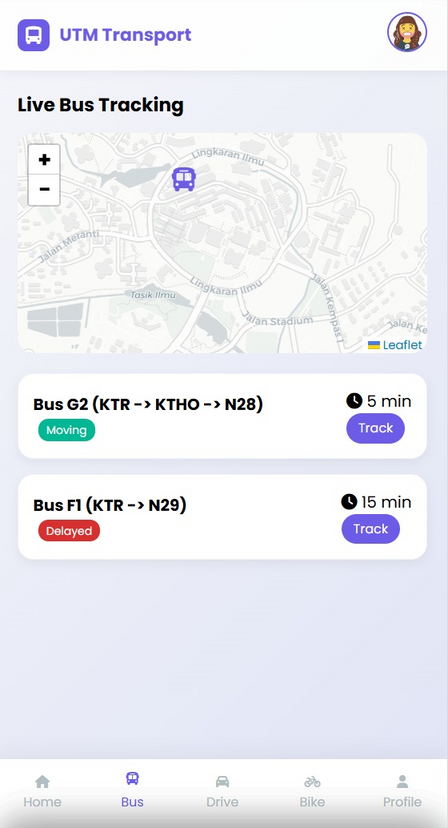 UTM Transport
Live Bus Tracking
+
−
Lingkaran Ilmu
Jalan Meranti
Lingkaran Ilmu
Tasik Ilmu
Jalan Stadium
Jalan Kempas 1
Jalan Ke
Leaflet
Bus G2 (KTR -> KTHO -> N28)
5 min
Moving
Track
Bus F1 (KTR -> N29)
15 min
Delayed
Track
Home
Bus
Drive
Bike
Profile